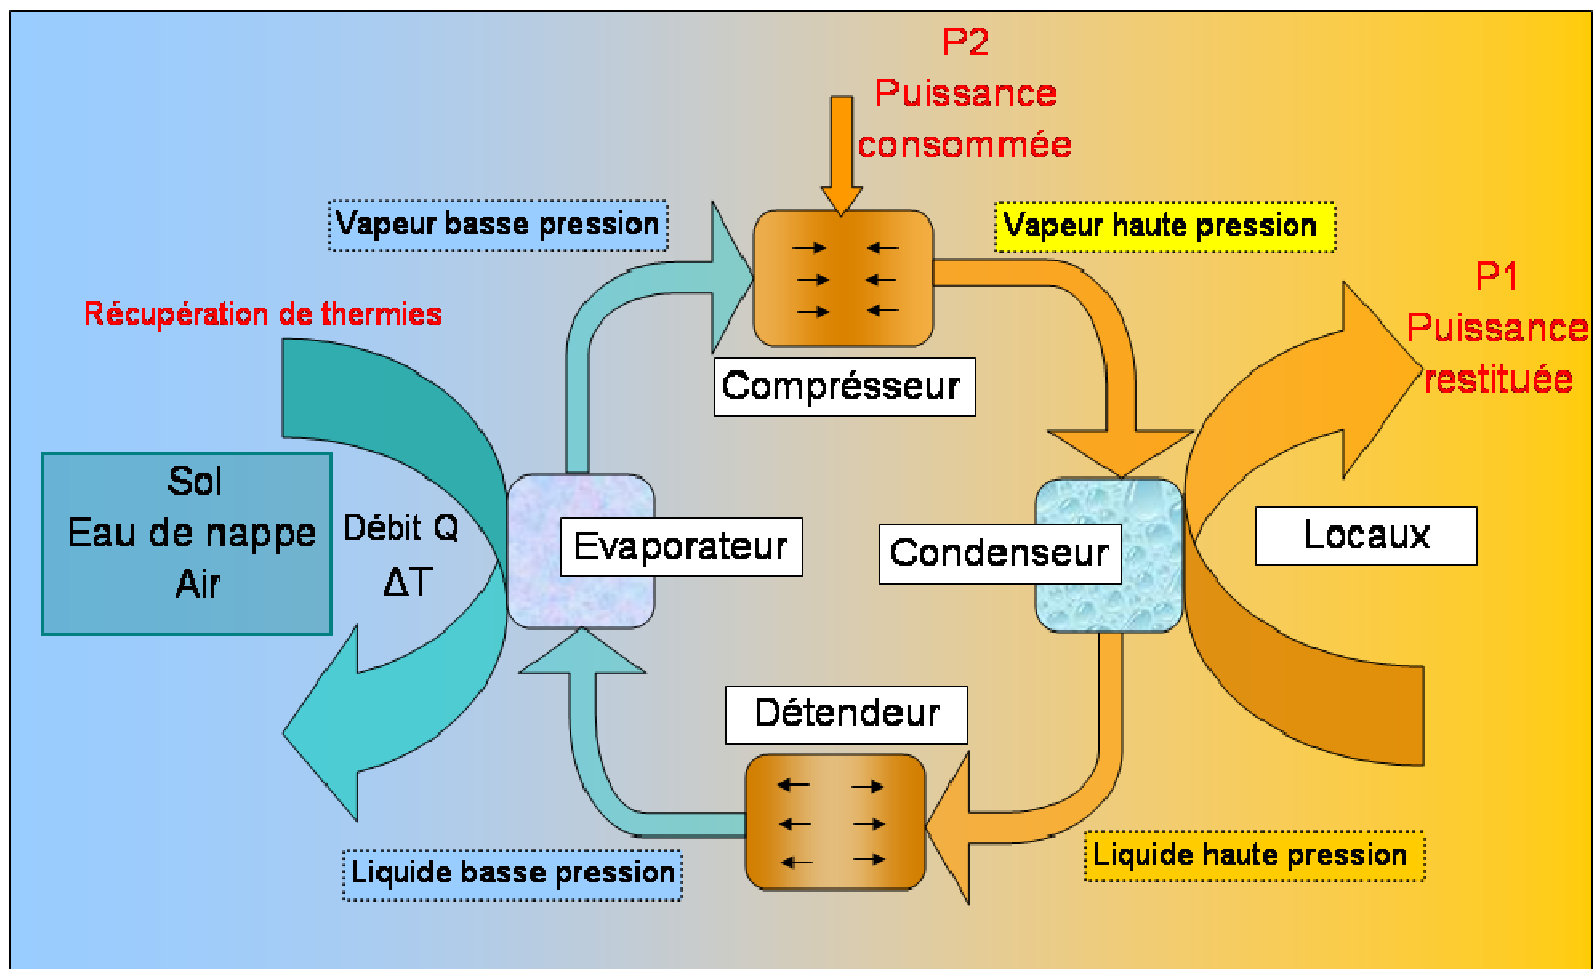 P2
Puissance
consommée
Vapeur basse pression
Vapeur haute pression
Récupération de thermies
P1
Puissance
restituée
Comprésseur
Sol
Eau de nappe
Air
Débit Q
ΔT
Evaporateur
Condenseur
Locaux
Détendeur
Liquide basse pression
Liquide haute pression